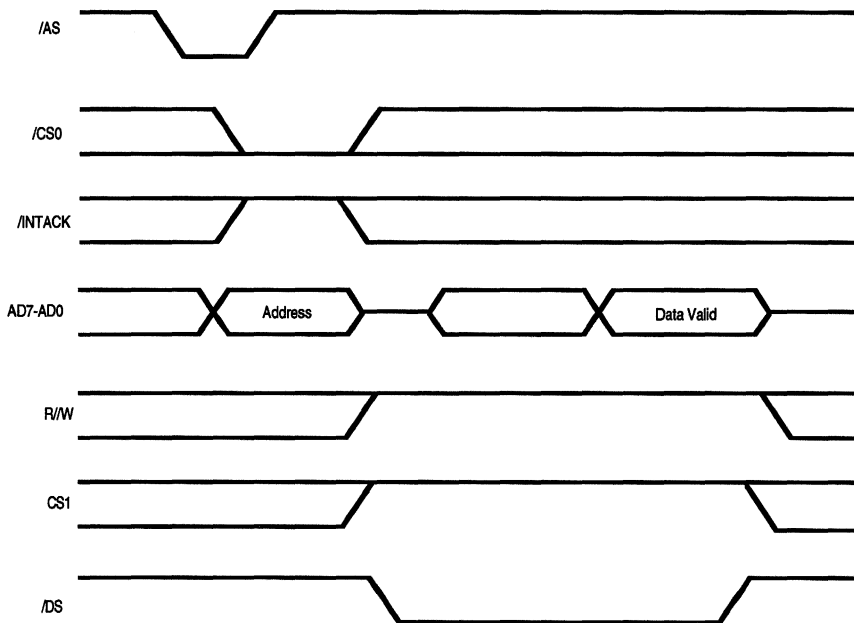 /AS
/CS0
/INTACK
AD7-AD0
Address
Data Valid
R//W
CS1
/DS